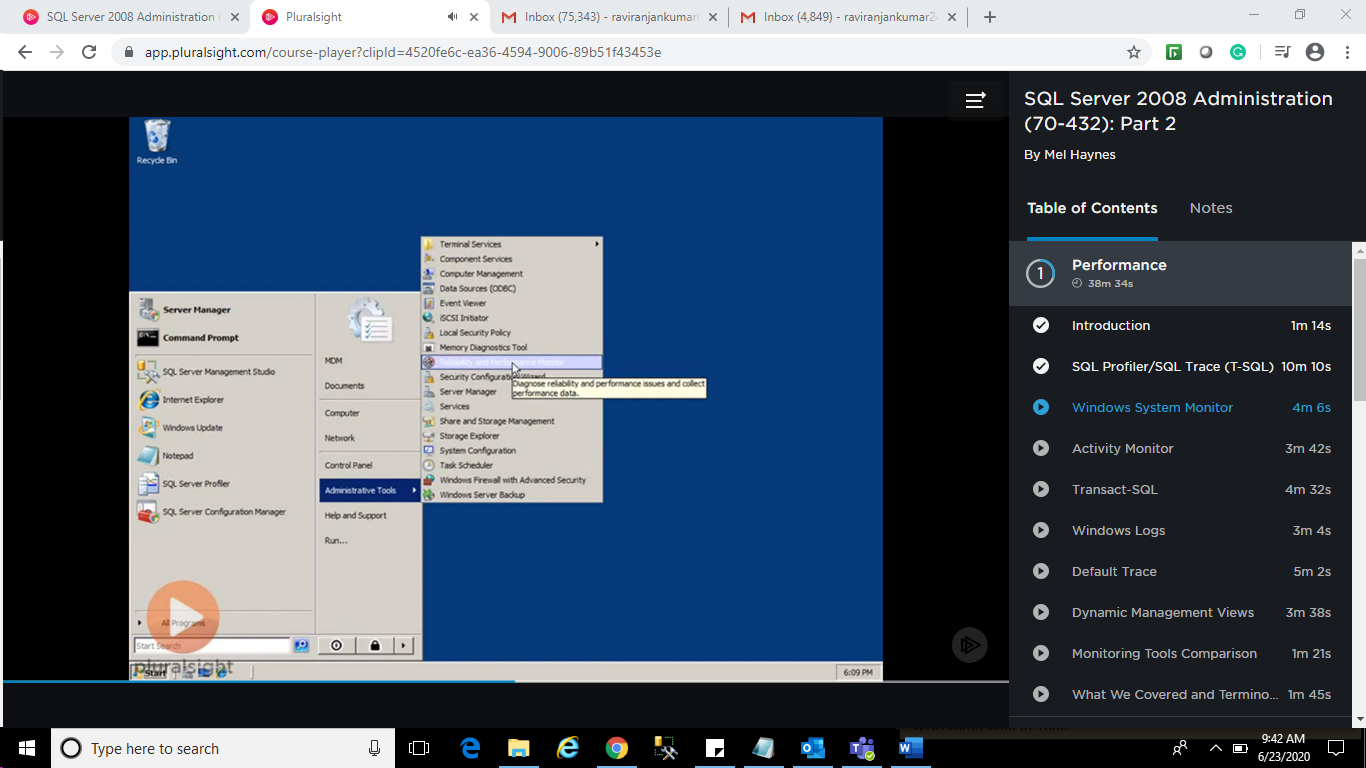 SQL Server 2008 Administration (
Pluralsight
Inbox (75,343) - raviranjankumar
Inbox (4,849) - raviranjankumar2
app.pluralsight.com/course-player?clipId=4520fe6c-ea36-4594-9006-89b51f43453e
Recycle Bin
Server Manager
Command Prompt
SQL Server Management Studio
Internet Explorer
Windows Update
Notepad
SQL Server Profiler
SQL Server Configuration Manager
All Programs
Start Search
MDM
Documents
Computer
Network
Control Panel
Administrative Tools
Help and Support
Run...
Terminal Services
Component Services
Computer Management
Data Sources (ODBC)
Event Viewer
iSCSI Initiator
Local Security Policy
Memory Diagnostics Tool
Reliability and Performance Monitor
Security Configuration Wizard
Diagnose reliability and performance issues and collect
performance data.
Server Manager
Services
Share and Storage Management
Storage Explorer
System Configuration
Task Scheduler
Windows Firewall with Advanced Security
Windows Server Backup
pluralsight
Start
6:09 PM
SQL Server 2008 Administration
(70-432): Part 2
By Mel Haynes
Table of Contents
Notes
1
Performance
38m 34s
Introduction 1m 14s
SQL Profiler/SQL Trace (T-SQL) 10m 10s
Windows System Monitor 4m 6s
Activity Monitor 3m 42s
Transact-SQL 4m 32s
Windows Logs 3m 4s
Default Trace 5m 2s
Dynamic Management Views 3m 38s
Monitoring Tools Comparison 1m 21s
What We Covered and Termino... 1m 45s
Type here to search
9:42 AM
6/23/2020